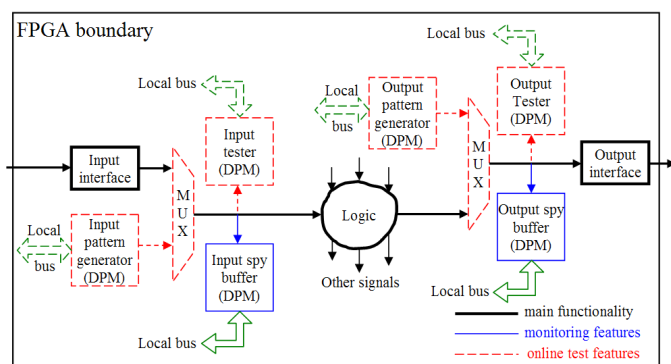 FPGA boundary
Local bus
Local bus
Input
tester
(DPM)
Local
bus
Output
pattern
generator
(DPM)
Output
Tester
(DPM)
MUX
Input
interface
MUX
Output
interface
Local
bus
Input
pattern
generator
(DPM)
Logic
Output spy
buffer
(DPM)
Input spy
buffer
(DPM)
Other signals
Local bus
Local bus
main functionality
monitoring features
online test features